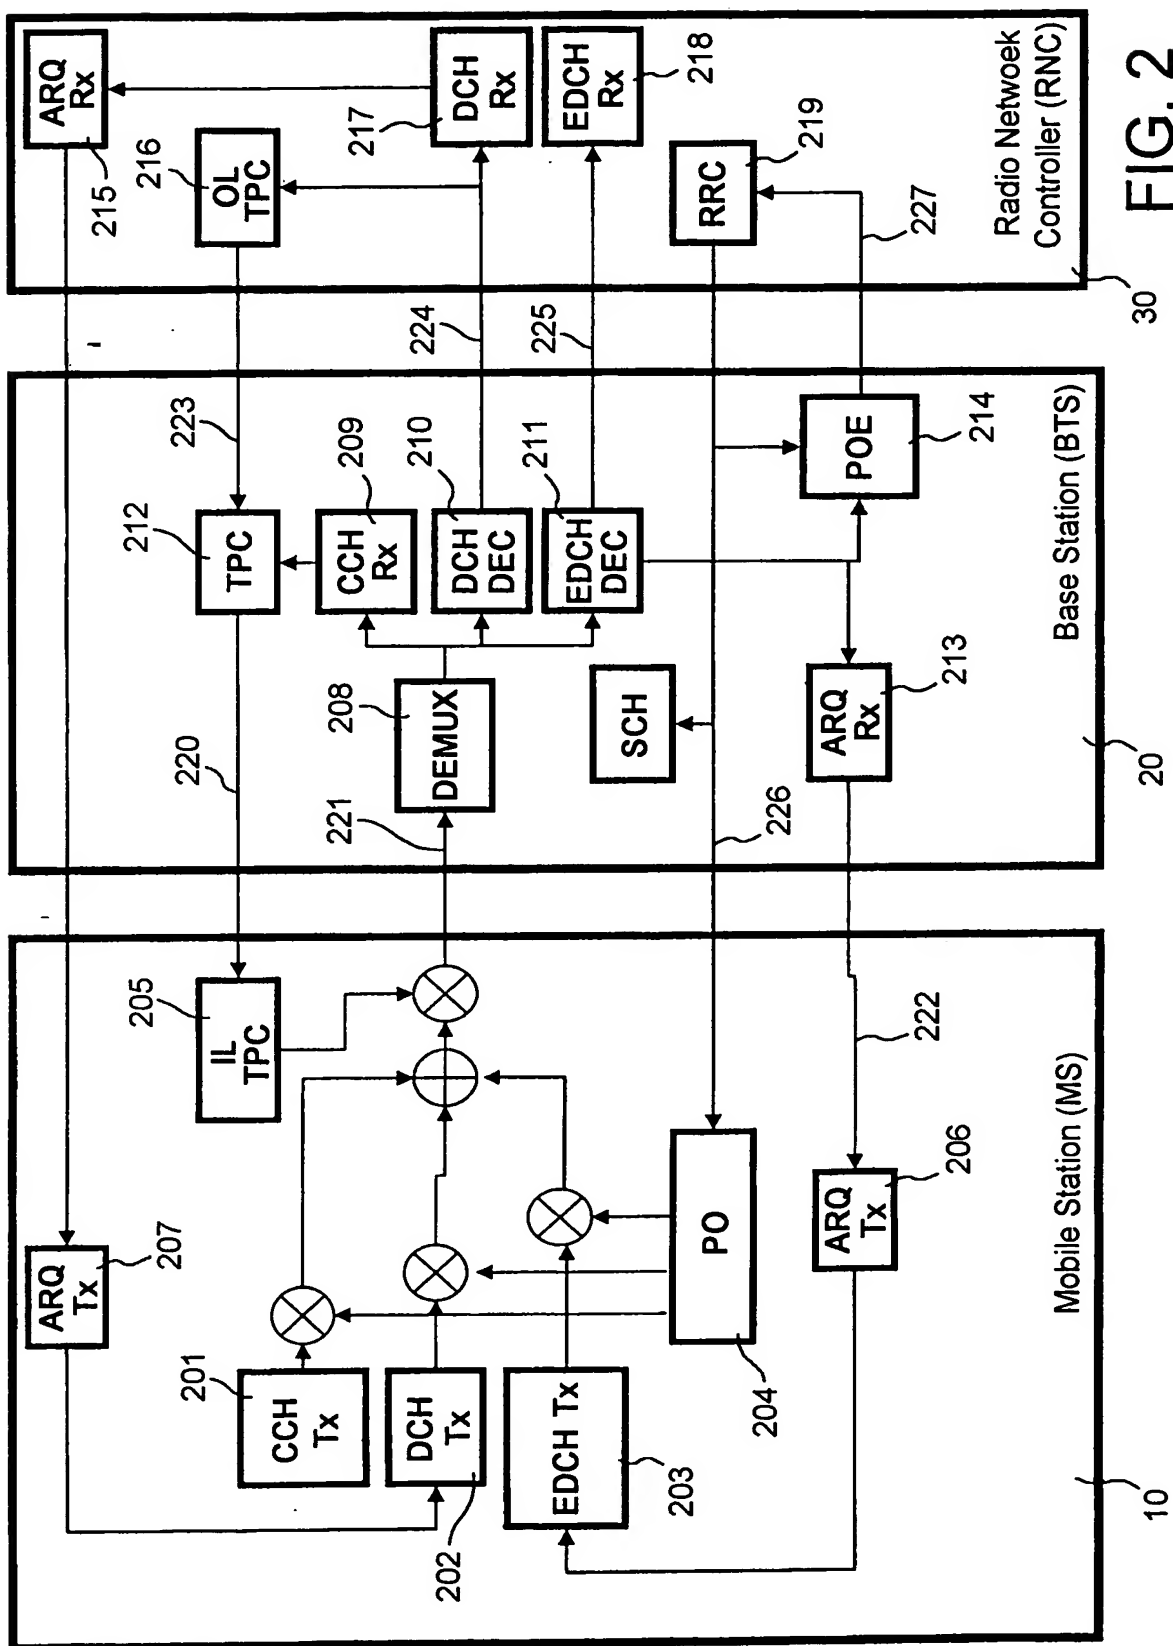 ARQ
Tx
207
201
CCH
Tx
DCH
Tx
202
EDCH Tx
203
204
PO
205
IL
TPC
ARQ
Tx
206
222
10
Mobile Station (MS)
220
221
208
DEMUX
212
TPC
223
CCH
Rx
209
DCH
DEC
210
EDCH
DEC
211
SCH
226
ARQ
Rx
213
POE
214
20
Base Station (BTS)
224
225
ARQ
Rx
215
216
OL
TPC
217
DCH
Rx
EDCH
Rx
218
RRC
219
227
30
Radio Netwoek
Controller (RNC)
FIG. 2